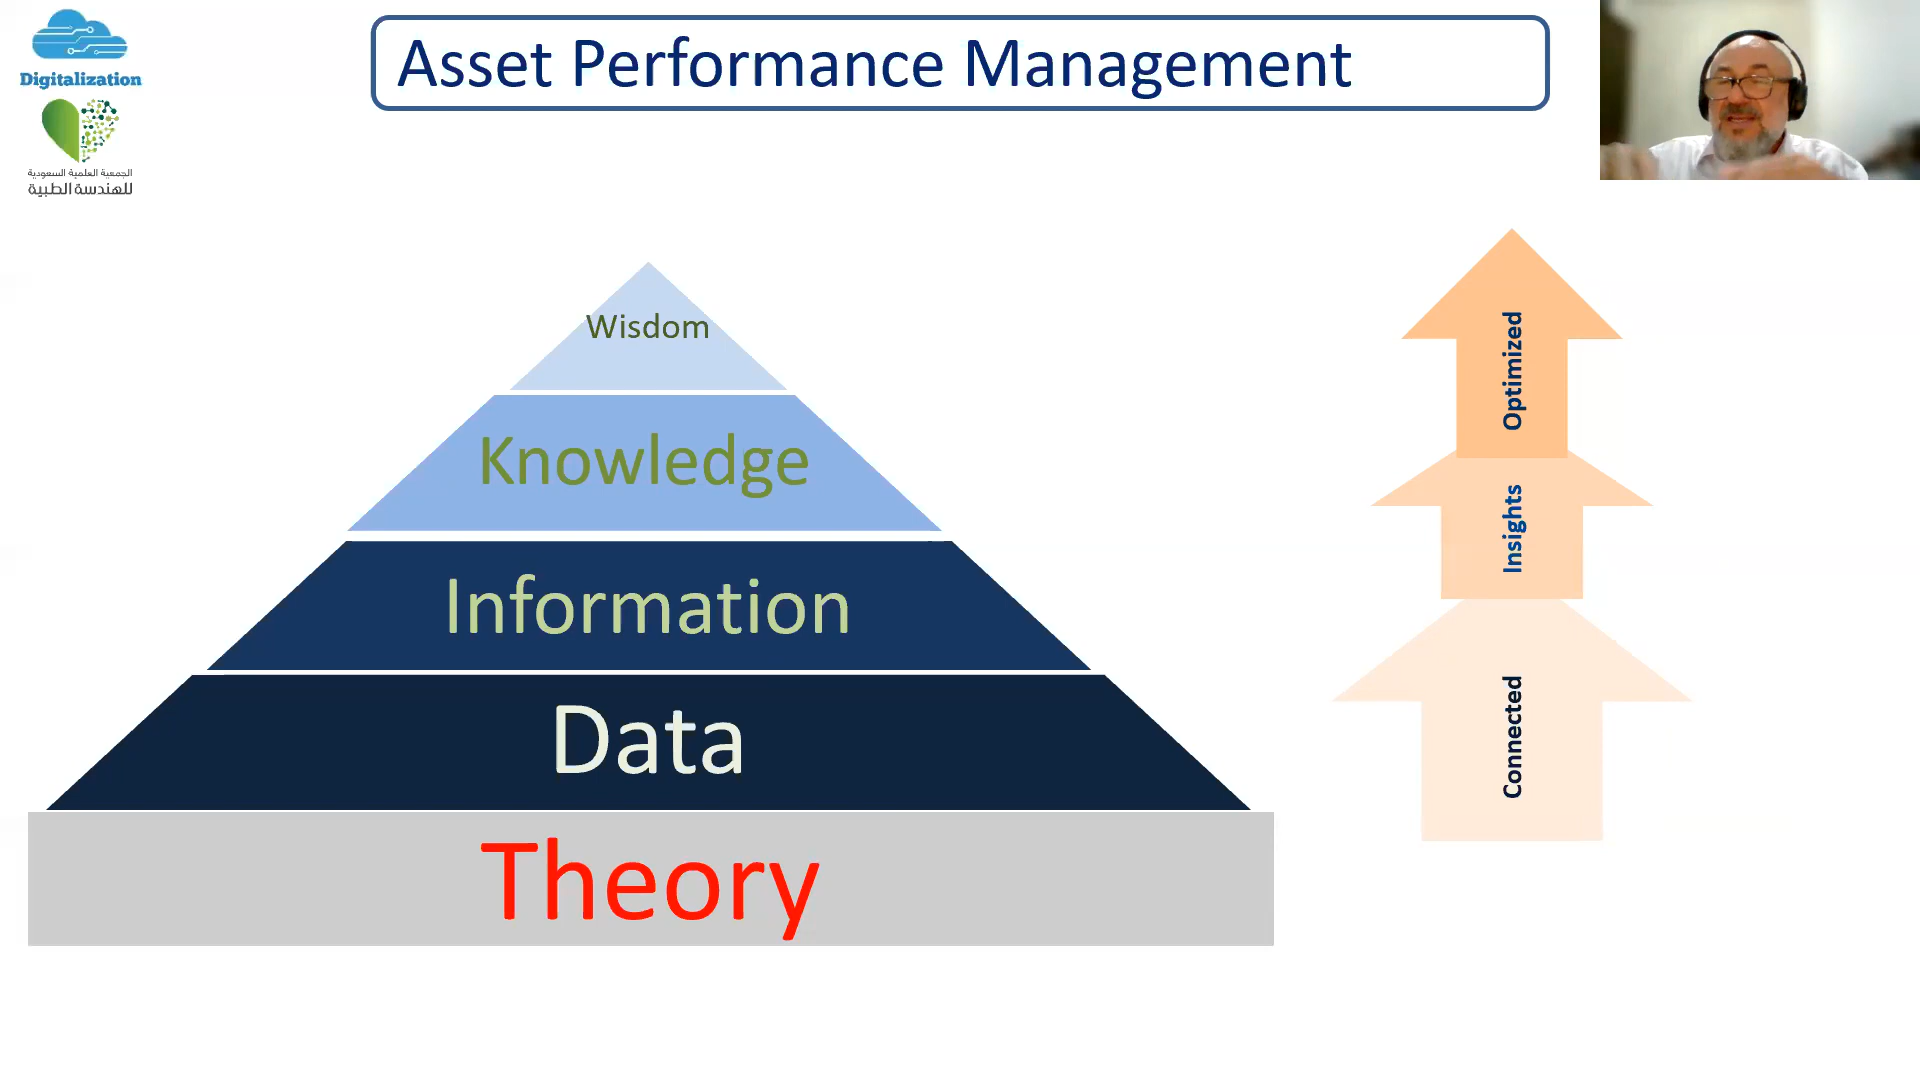 Digitalization
الجمعية العلمية السعودية
للهندسة الطبية
Asset Performance Management
Wisdom
Knowledge
Information
Data
Theory
Optimized
Insights
Connected